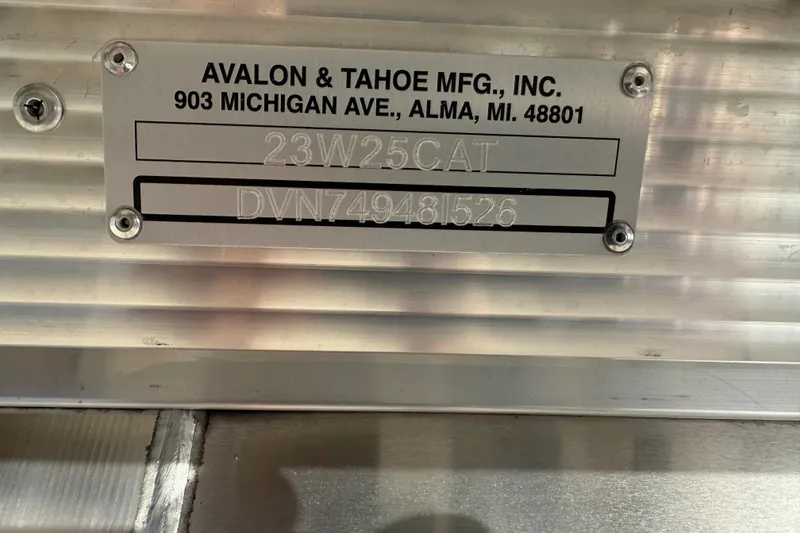 AVALON & TAHOE MFG., INC.
903 MICHIGAN AVE., ALMA, MI. 48801
23W25CAT
DVN74948I526